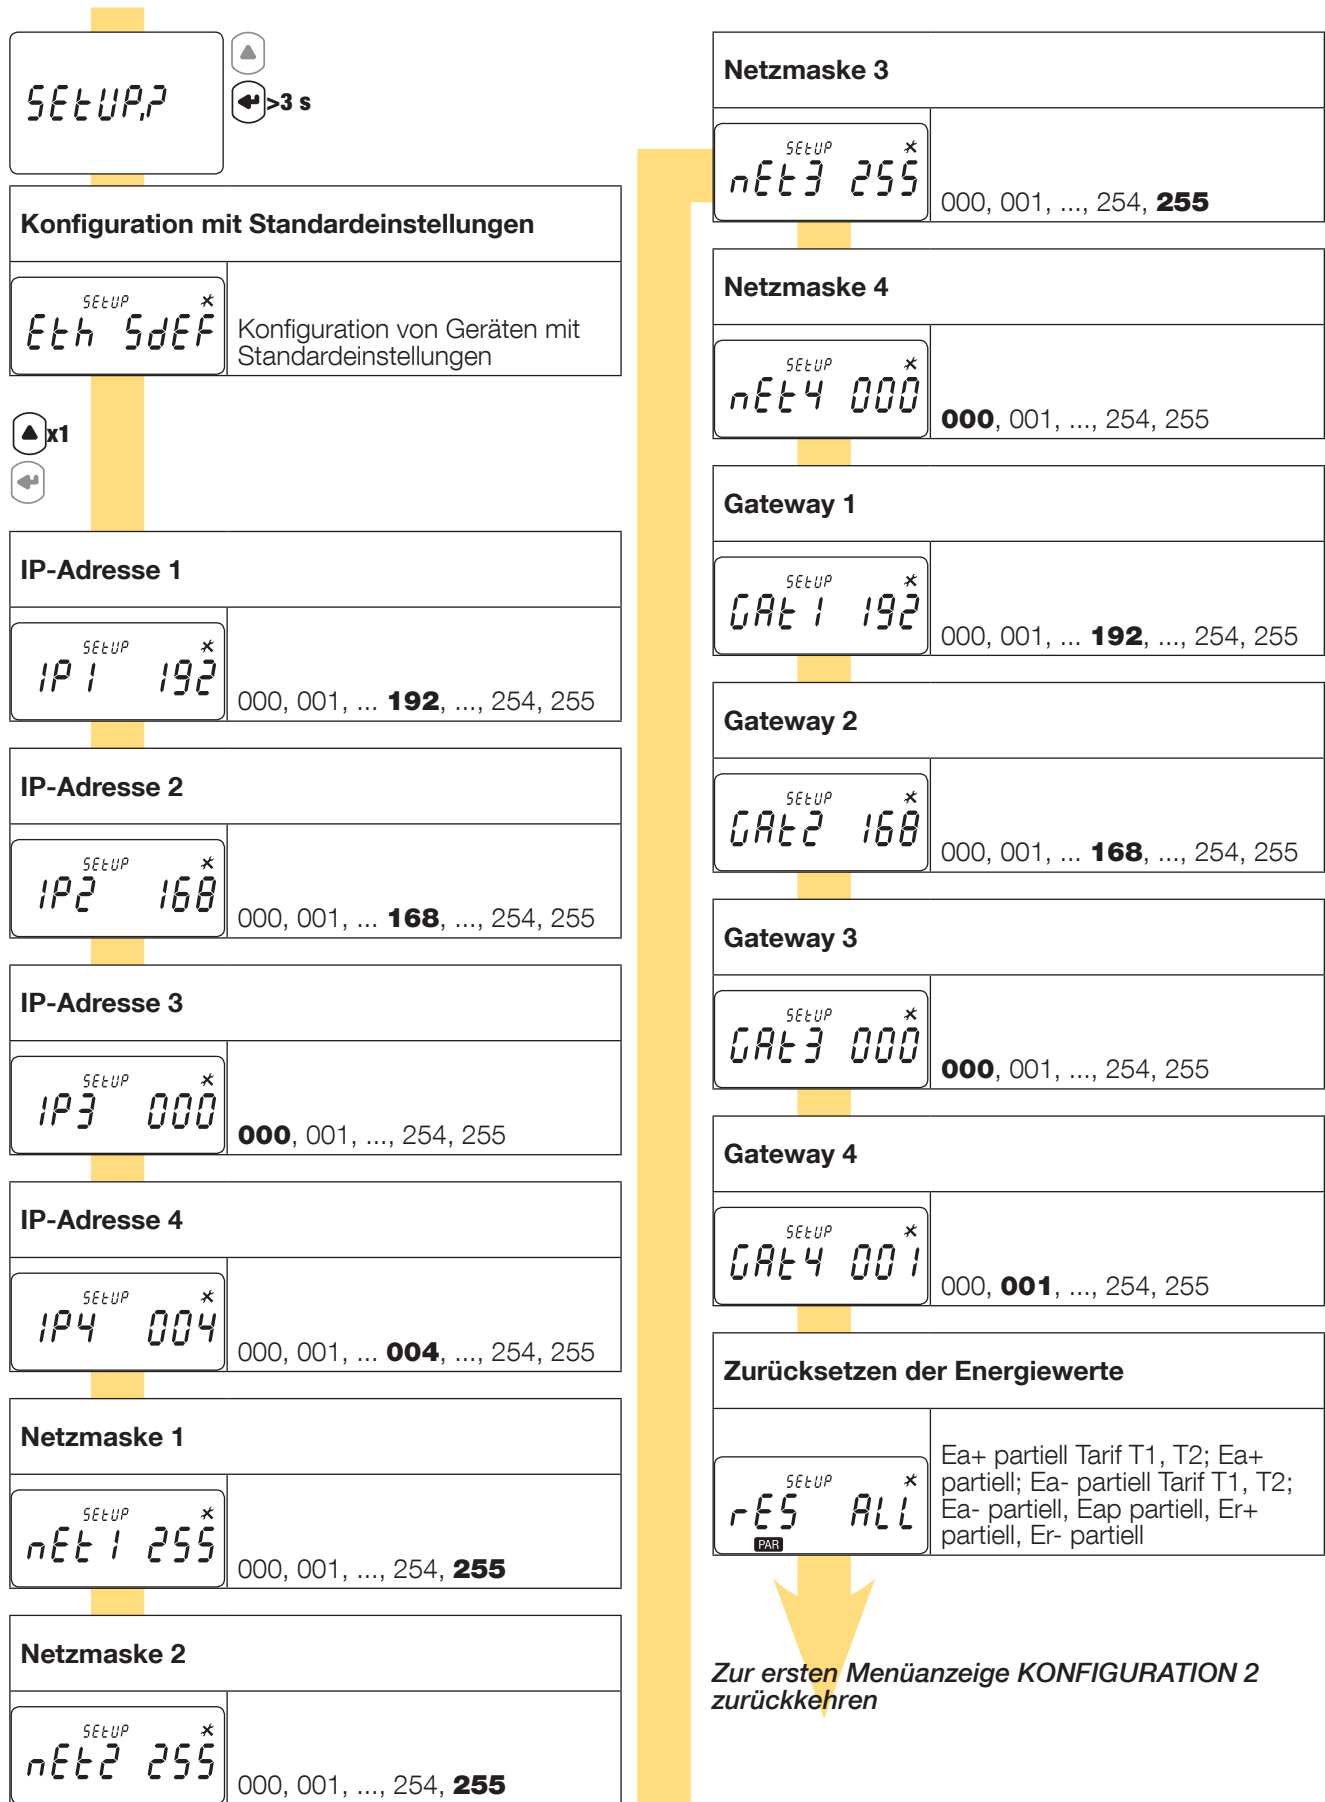 SEtUP,?
>3 s
Konfiguration mit Standardeinstellungen
SEtUP
Eth SdEF
Konfiguration von Geräten mit
Standardeinstellungen
x1
IP-Adresse 1
SEtUP
IP 1 192
000, 001, ... 192, ..., 254, 255
IP-Adresse 2
SEtUP
IP2 168
000, 001, ... 168, ..., 254, 255
IP-Adresse 3
SEtUP
IP3 000
000, 001, ..., 254, 255
IP-Adresse 4
SEtUP
IP4 004
000, 001, ... 004, ..., 254, 255
Netzmaske 1
SEtUP
nEt1 255
000, 001, ..., 254, 255
Netzmaske 2
SEtUP
nEt2 255
000, 001, ..., 254, 255
Netzmaske 3
SEtUP
nEt3 255
000, 001, ..., 254, 255
Netzmaske 4
SEtUP
nEt4 000
000, 001, ..., 254, 255
Gateway 1
SEtUP
GAt1 192
000, 001, ... 192, ..., 254, 255
Gateway 2
SEtUP
GAt2 168
000, 001, ... 168, ..., 254, 255
Gateway 3
SEtUP
GAt3 000
000, 001, ..., 254, 255
Gateway 4
SEtUP
GAt4 001
000, 001, ..., 254, 255
Zurücksetzen der Energiewerte
SEtUP
rES ALL
PAR
Ea+ partiell Tarif T1, T2; Ea+
partiell; Ea- partiell Tarif T1, T2;
Ea- partiell, Eap partiell, Er+
partiell, Er- partiell
Zur ersten Menüanzeige KONFIGURATION 2
zurückkehren